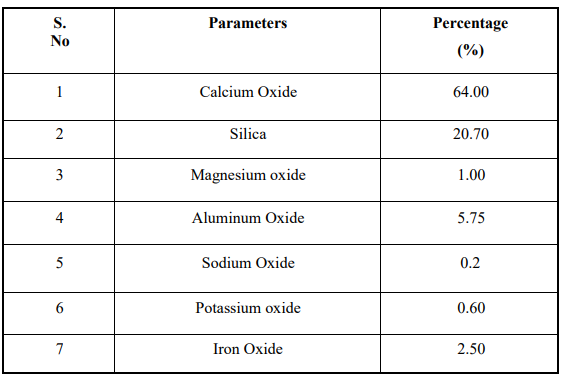 S. No Parameters Percentage (%)
1 Calcium Oxide 64.00
2 Silica 20.70
3 Magnesium oxide 1.00
4 Aluminum Oxide 5.75
5 Sodium Oxide 0.2
6 Potassium oxide 0.60
7 Iron Oxide 2.50